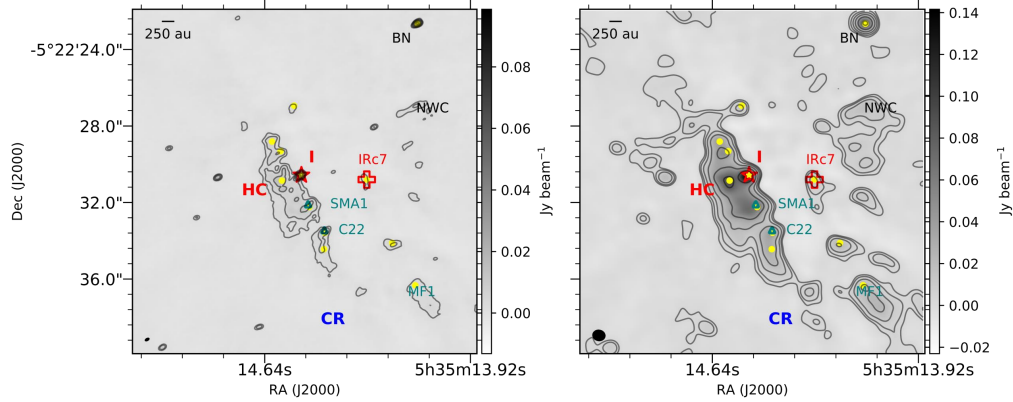 250 au
BN
-5°22'24.0"
NWC
28.0"
I
IRc7
HC
SMA1
32.0"
C22
36.0"
MF1
CR
14.64s
5h35m13.92s
RA (J2000)
Dec (J2000)
0.08
0.06
0.04
0.02
0.00
Jy beam⁻¹
250 au
BN
NWC
I
IRc7
HC
SMA1
C22
MF1
CR
14.64s
5h35m13.92s
RA (J2000)
0.14
0.12
0.10
0.08
0.06
0.04
0.02
0.00
−0.02
Jy beam⁻¹